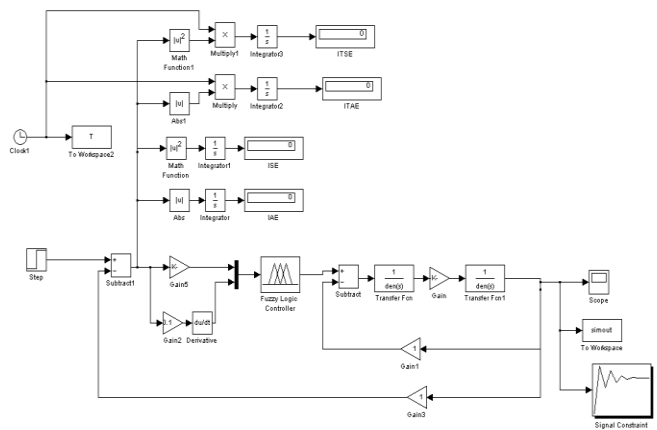 |u|²
Math
Function1
×
Multiply1
1
s
Integrator3
0
ITSE
|u|
Abs1
Multiply
1
s
Integrator2
0
ITAE
Clock1
T
To Workspace2
|u|²
Math
Function
1
s
Integrator1
0
ISE
|u|
Abs
1
s
Integrator
0
IAE
Step
+
−
Subtract1
K-
Gain5
0.1
Gain2
du/dt
Derivative
Fuzzy Logic
Controller
+
−
Subtract
1
den(s)
Transfer Fcn
K-
Gain
1
den(s)
Transfer Fcn1
Scope
simout
To Workspace
1
Gain1
1
Gain3
Signal Constraint